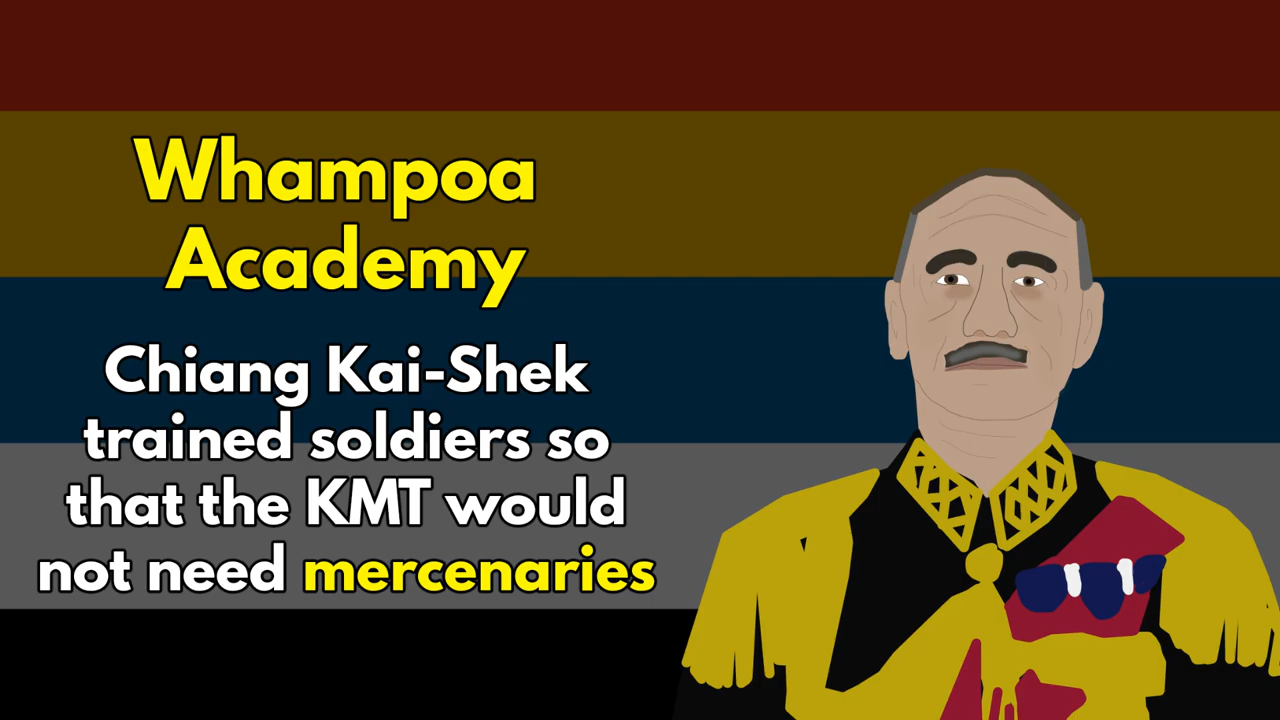 Whampoa
Academy
Chiang Kai-Shek
trained soldiers so
that the KMT would
not need mercenaries